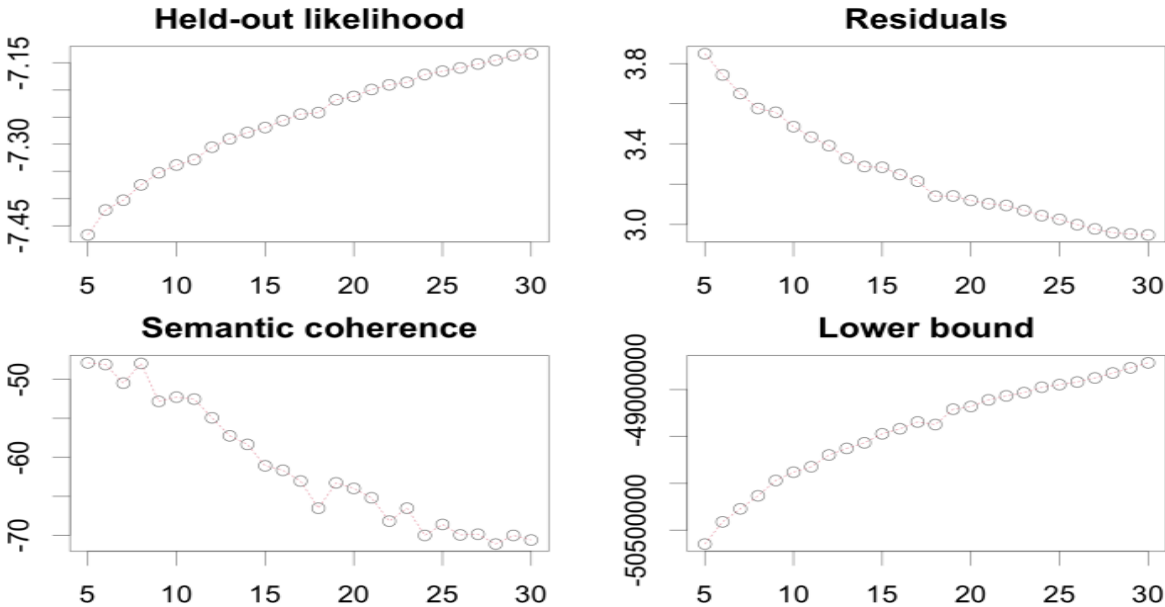 Held-out likelihood
-7.15
-7.30
-7.45
5 10 15 20 25 30
Residuals
3.8
3.4
3.0
5 10 15 20 25 30
Semantic coherence
-50
-60
-70
5 10 15 20 25 30
Lower bound
-49000000
-50500000
5 10 15 20 25 30